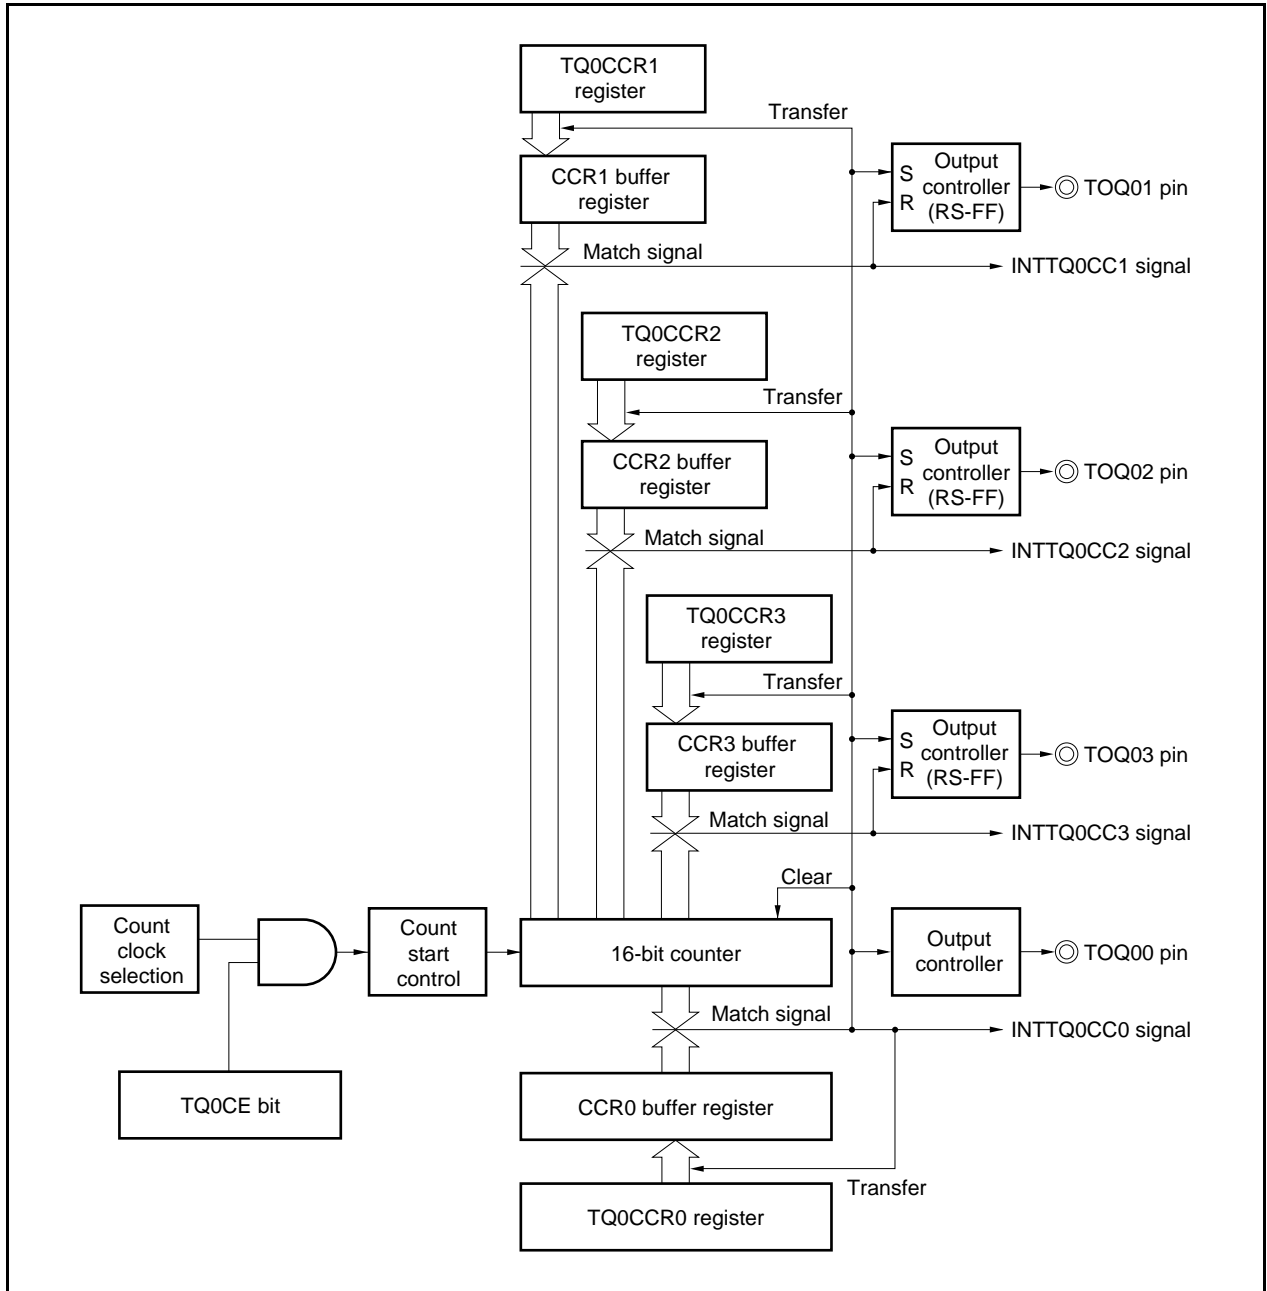 TQ0CCR1
register
Transfer
CCR1 buffer
register
S
R
Output
controller
(RS-FF)
TOQ01 pin
Match signal
INTTQ0CC1 signal
TQ0CCR2
register
Transfer
CCR2 buffer
register
S
R
Output
controller
(RS-FF)
TOQ02 pin
Match signal
INTTQ0CC2 signal
TQ0CCR3
register
Transfer
CCR3 buffer
register
S
R
Output
controller
(RS-FF)
TOQ03 pin
Match signal
INTTQ0CC3 signal
Clear
Count
clock
selection
Count
start
control
16-bit counter
Output
controller
TOQ00 pin
Match signal
INTTQ0CC0 signal
TQ0CE bit
CCR0 buffer register
Transfer
TQ0CCR0 register